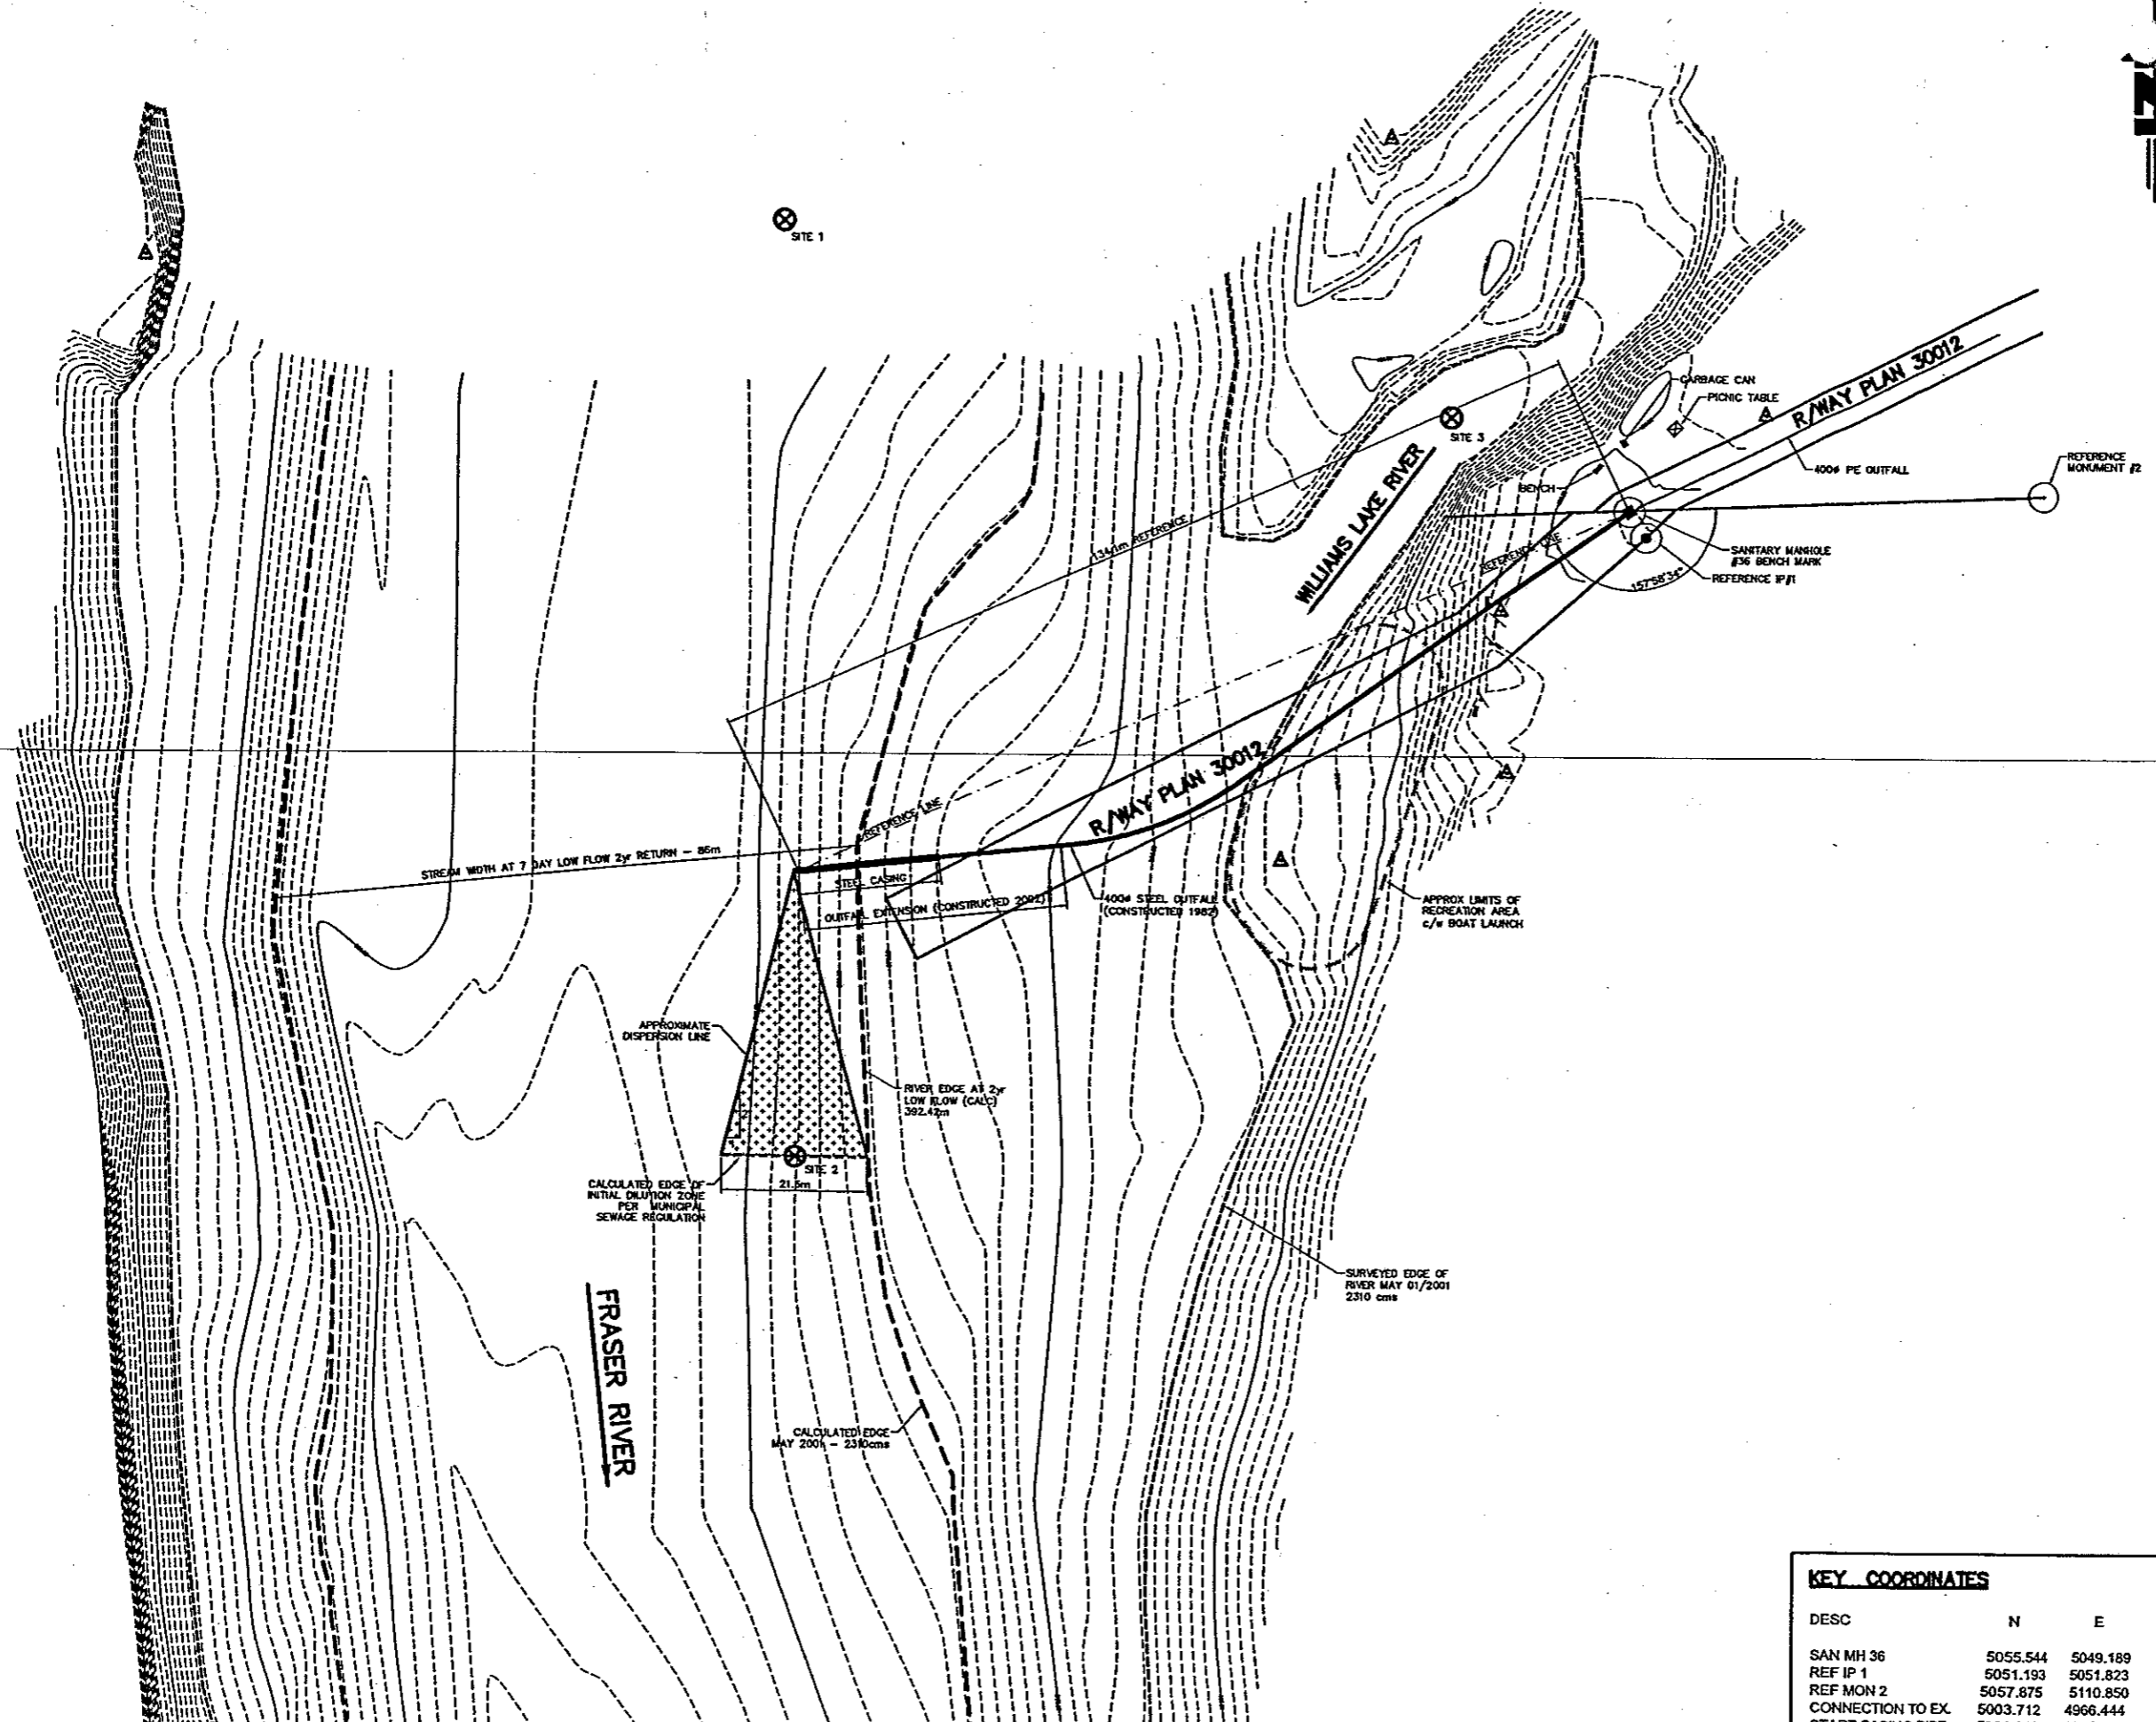 N
SITE 1
GARBAGE CAN
PICNIC TABLE
R/WAY PLAN 30012
400ø PE OUTFALL
REFERENCE
MONUMENT #2
SITE 3
BENCH
WILLIAMS LAKE RIVER
REFERENCE
REFERENCE LINE
SANITARY MANHOLE
#36 BENCH MARK
REFERENCE IP#1
157°58'34"
R/WAY PLAN 30012
REFERENCE LINE
STREAM WIDTH AT 7 DAY LOW FLOW 2yr RETURN - 86m
STEEL CASING
OUTFALL EXTENSION (CONSTRUCTED 2002)
400ø STEEL OUTFALL
(CONSTRUCTED 1982)
APPROX LIMITS OF
RECREATION AREA
c/w BOAT LAUNCH
APPROXIMATE
DISPERSION LINE
RIVER EDGE AT 2yr
LOW FLOW (CALC)
392.42m
SITE 2
21.5m
CALCULATED EDGE OF
INITIAL DILUTION ZONE
PER MUNICIPAL
SEWAGE REGULATION
SURVEYED EDGE OF
RIVER MAY 01/2001
2310 cms
FRASER RIVER
CALCULATED EDGE
MAY 2001 - 2310cms
KEY COORDINATES
DESC N E
SAN MH 36 5055.544 5049.189
REF IP 1 5051.193 5051.823
REF MON 2 5057.875 5110.850
CONNECTION TO EX. 5003.712 4966.444